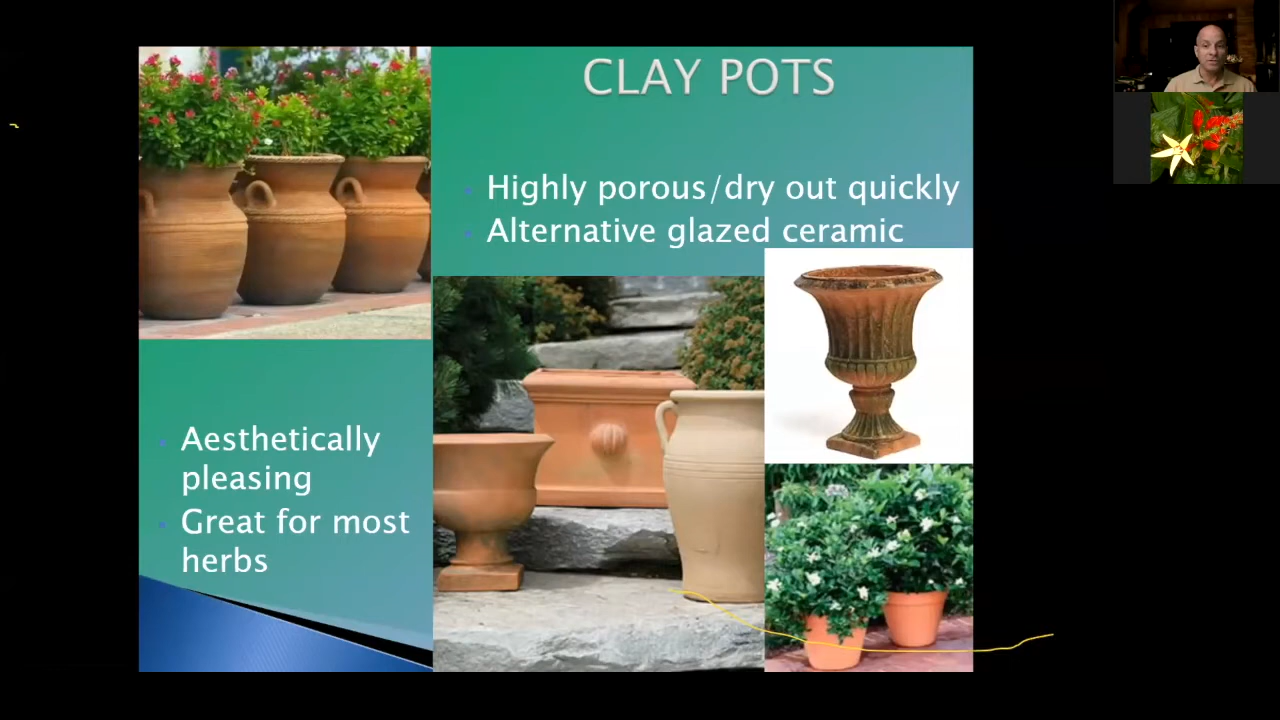 CLAY POTS
Highly porous/dry out quickly
Alternative glazed ceramic
Aesthetically
pleasing
Great for most
herbs